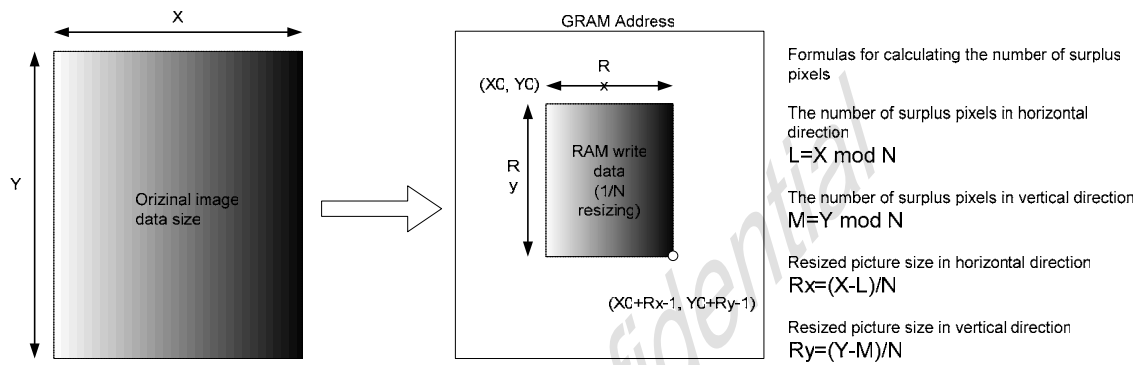 X
Y
Orizinal image
data size
GRAM Address
(X0, Y0)
R
x
R
y
RAM write
data
(1/N
resizing)
(X0+Rx-1, Y0+Ry-1)
Formulas for calculating the number of surplus
pixels
The number of surplus pixels in horizontal
direction
L=X mod N
The number of surplus pixels in vertical direction
M=Y mod N
Resized picture size in horizontal direction
Rx=(X-L)/N
Resized picture size in vertical direction
Ry=(Y-M)/N
fidential